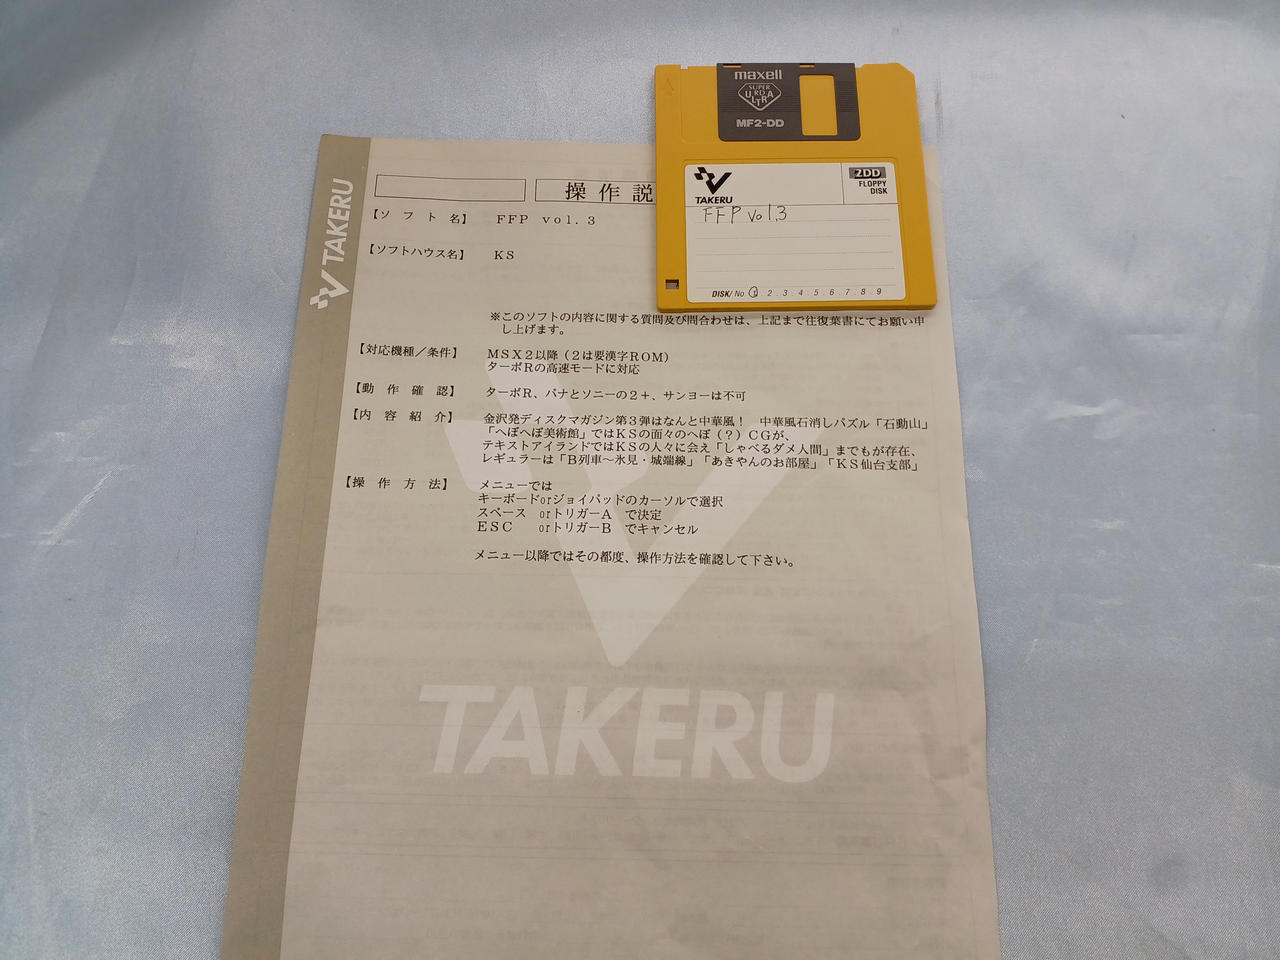 maxell
SUPER
RD
ULTRA
MF2-DD
TAKERU
2DD
FLOPPY
DISK
FFP vol.3
DISK/No. 1.2.3.4.5.6.7.8.9
TAKERU
操作説
【ソフト名】 FFP vol.3
【ソフトハウス名】 KS
※このソフトの内容に関する質問及び問合わせは、上記まで往復葉書にてお願い申
し上げます。
【対応機種／条件】 MSX2以降（2は要漢字ROM）
ターボRの高速モードに対応
【動作確認】 ターボR、パナとソニーの2＋、サンヨーは不可
【内容紹介】 金沢発ディスクマガジン第3弾はなんと中華風！ 中華風石消しパズル「石動山」
「へぼへぼ美術館」ではKSの面々のへぼ（？）CGが、
テキストアイランドではKSの人々に会え「しゃべるダメ人間」までもが存在、
レギュラーは「B列車～氷見・城端線」「あきやんのお部屋」「KS仙台支部」
【操作方法】 メニューでは
キーボードorジョイパッドのカーソルで選択
スペース orトリガーA で決定
ESC orトリガーB でキャンセル
メニュー以降ではその都度、操作方法を確認して下さい。
TAKERU